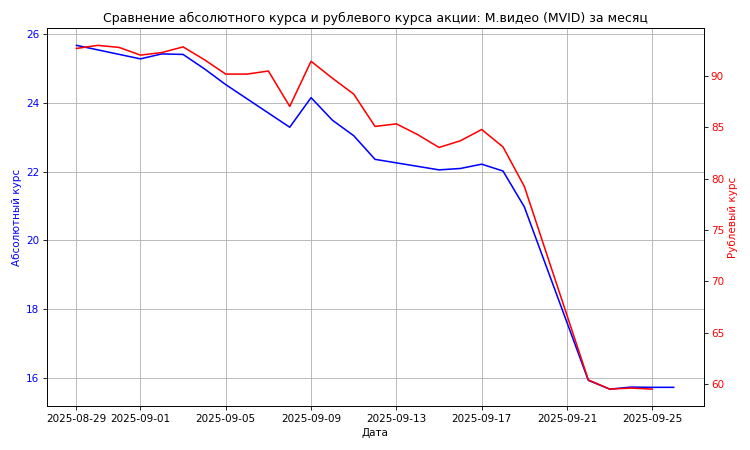 Сравнение абсолютного курса и рублевого курса акции: М.видео (MVID) за месяц
26
24
22
20
18
16
Абсолютный курс
90
85
80
75
70
65
60
Рублевый курс
2025-08-29 2025-09-01 2025-09-05 2025-09-09 2025-09-13 2025-09-17 2025-09-21 2025-09-25
Дата